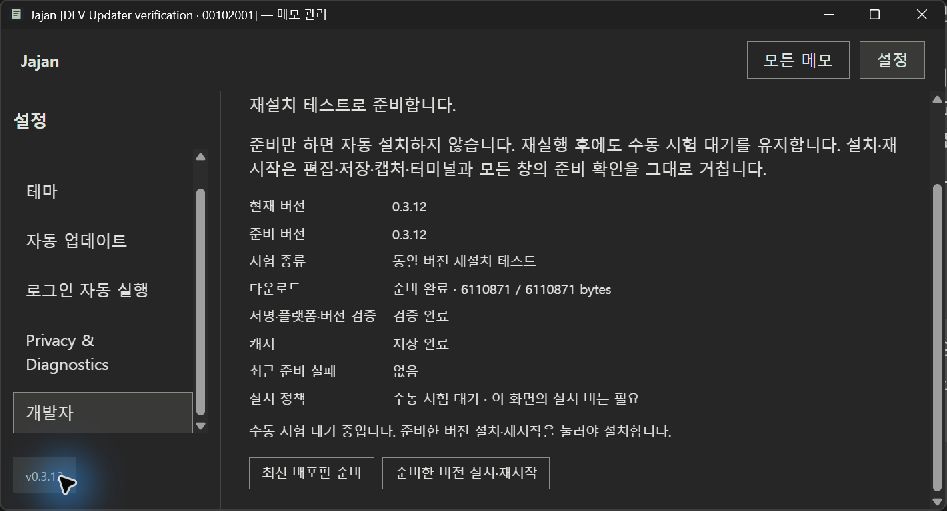 Jajan [DEV Updater verification · 00102001] — 메모 관리
Jajan
모든 메모
설정
설정
테마
자동 업데이트
로그인 자동 실행
Privacy &
Diagnostics
개발자
v0.3.12
재설치 테스트로 준비합니다.
준비만 하면 자동 설치하지 않습니다. 재실행 후에도 수동 시험 대기를 유지합니다. 설치·재
시작은 편집·저장·캡처·터미널과 모든 창의 준비 확인을 그대로 거칩니다.
현재 버전 0.3.12
준비 버전 0.3.12
시험 종류 동일 버전 재설치 테스트
다운로드 준비 완료 · 6110871 / 6110871 bytes
서명·플랫폼·버전 검증 검증 완료
캐시 저장 완료
최근 준비 실패 없음
설치 정책 수동 시험 대기 · 이 화면의 설치 버튼 필요
수동 시험 대기 중입니다. 준비한 버전 설치·재시작을 눌러야 설치합니다.
최신 배포판 준비
준비한 버전 설치·재시작